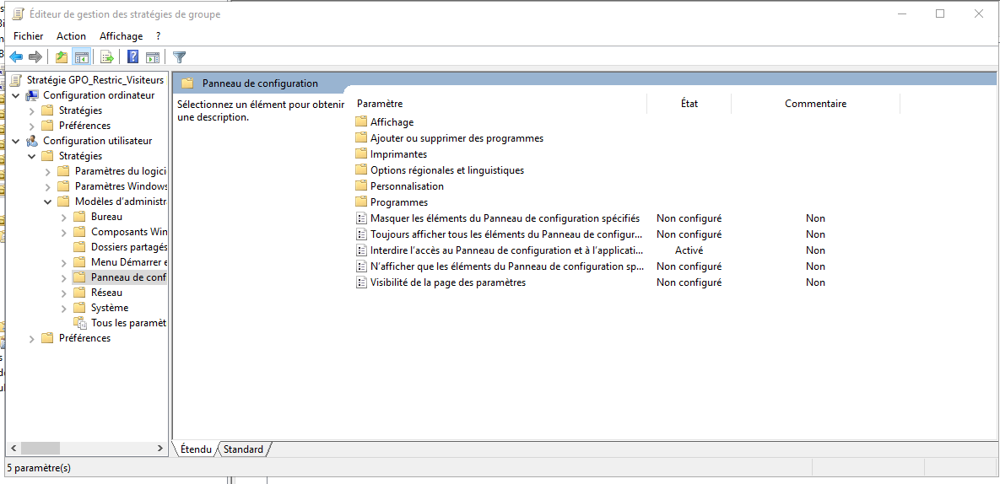 Éditeur de gestion des stratégies de groupe
Fichier Action Affichage ?
Stratégie GPO_Restric_Visiteurs
Configuration ordinateur
Stratégies
Préférences
Configuration utilisateur
Stratégies
Paramètres du logici
Paramètres Windows
Modèles d'administr
Bureau
Composants Win
Dossiers partagés
Menu Démarrer e
Panneau de conf
Réseau
Système
Tous les paramèt
Préférences
Panneau de configuration
Sélectionnez un élément pour obtenir
une description.
Paramètre État Commentaire
Affichage
Ajouter ou supprimer des programmes
Imprimantes
Options régionales et linguistiques
Personnalisation
Programmes
Masquer les éléments du Panneau de configuration spécifiés Non configuré Non
Toujours afficher tous les éléments du Panneau de configur... Non configuré Non
Interdire l'accès au Panneau de configuration et à l'applicati... Activé Non
N'afficher que les éléments du Panneau de configuration sp... Non configuré Non
Visibilité de la page des paramètres Non configuré Non
Étendu Standard
5 paramètre(s)